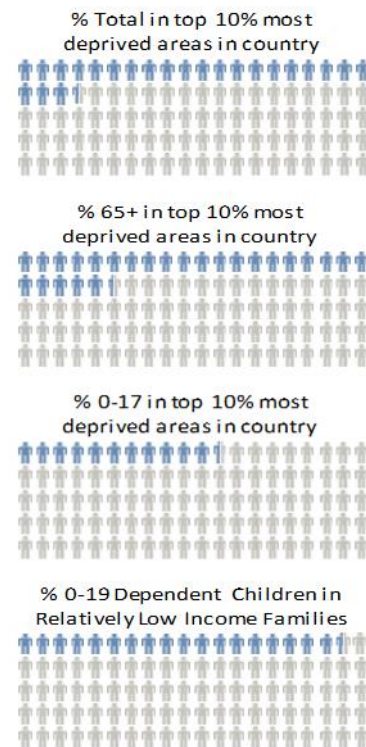 % Total in top 10% most
deprived areas in country
% 65+ in top 10% most
deprived areas in country
% 0-17 in top 10% most
deprived areas in country
% 0-19 Dependent Children in
Relatively Low Income Families